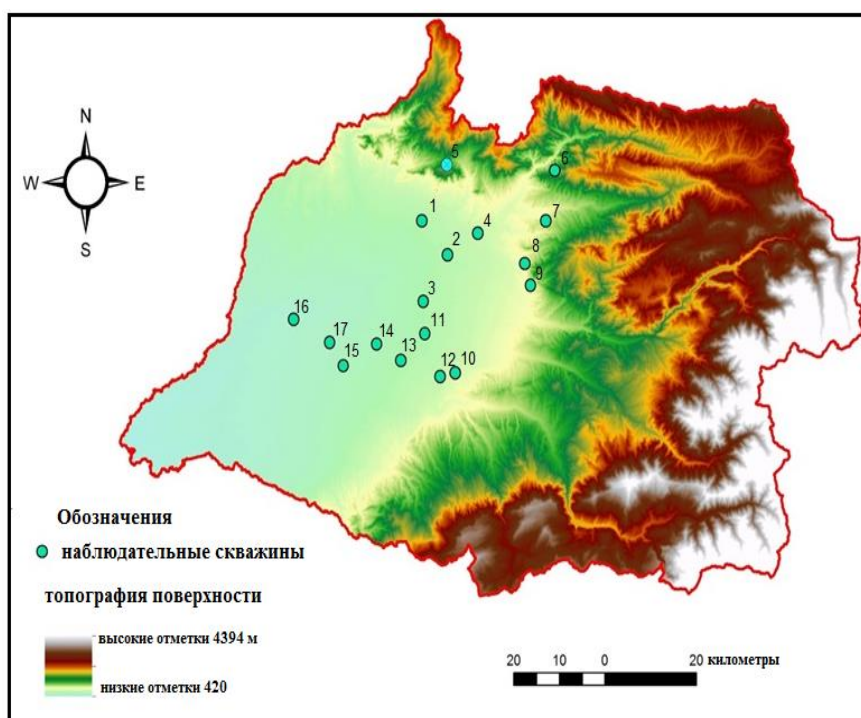 N
W E
S
5
6
1
7
4
2
8
9
3
16
11
17
14
13
15
12 10
Обозначения
наблюдательные скважины
топография поверхности
высокие отметки 4394 м
низкие отметки 420
20 10 0 20 километры